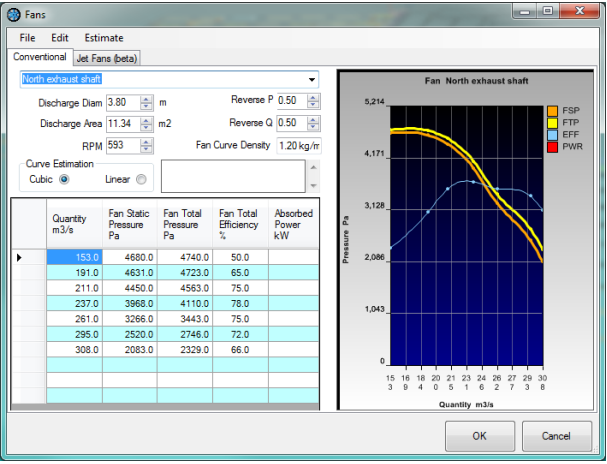 Fans
File Edit Estimate
Conventional Jet Fans (beta)
North exhaust shaft
Discharge Diam 3.80 m Reverse P 0.50
Discharge Area 11.34 m2 Reverse Q 0.50
RPM 593 Fan Curve Density 1.20 kg/m
Curve Estimation
Cubic Linear
Quantity m3/s Fan Static Pressure Pa Fan Total Pressure Pa Fan Total Efficiency % Absorbed Power kW
153.0 4680.0 4740.0 50.0
191.0 4631.0 4723.0 65.0
211.0 4450.0 4563.0 75.0
237.0 3968.0 4110.0 78.0
261.0 3266.0 3443.0 75.0
295.0 2520.0 2746.0 72.0
308.0 2083.0 2329.0 66.0
Fan North exhaust shaft
5,214
4,171
3,128
2,086
1,043
0
Pressure Pa
FSP
FTP
EFF
PWR
15 16 18 20 21 23 24 26 27 29 30
3 9 4 0 5 1 6 2 7 3 8
Quantity m3/s
OK Cancel